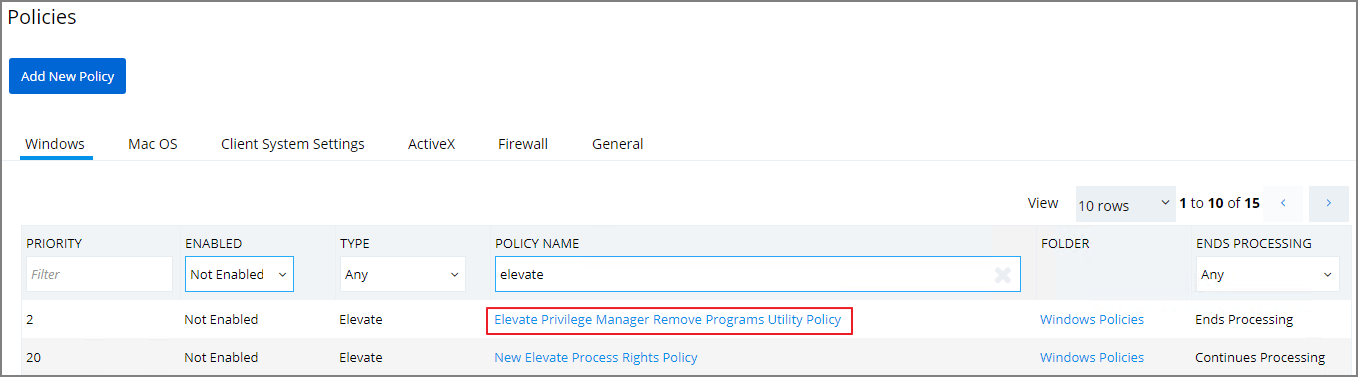 Policies
Add New Policy
Windows Mac OS Client System Settings ActiveX Firewall General
View 10 rows 1 to 10 of 15
PRIORITY ENABLED TYPE POLICY NAME FOLDER ENDS PROCESSING
Filter Not Enabled Any elevate Any
2 Not Enabled Elevate Elevate Privilege Manager Remove Programs Utility Policy Windows Policies Ends Processing
20 Not Enabled Elevate New Elevate Process Rights Policy Windows Policies Continues Processing